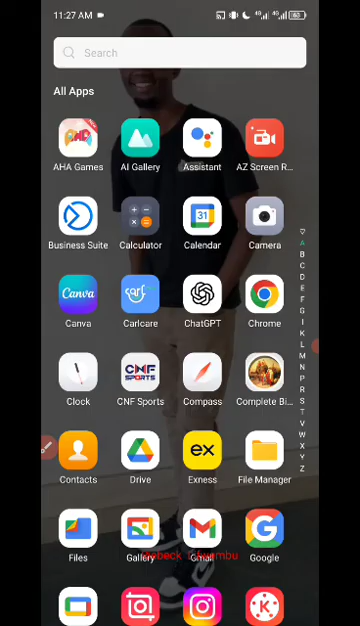 11:27 AM
Search
All Apps
AHA Games AI Gallery Assistant AZ Screen R...
Business Suite Calculator Calendar Camera
Canva Carlcare ChatGPT Chrome
Clock CNF Sports Compass Complete Bi...
Contacts Drive Exness File Manager
Files Gallery Gmail Google
A
B
C
D
E
F
G
I
K
L
M
N
P
R
S
T
V
W
X
Y
Z